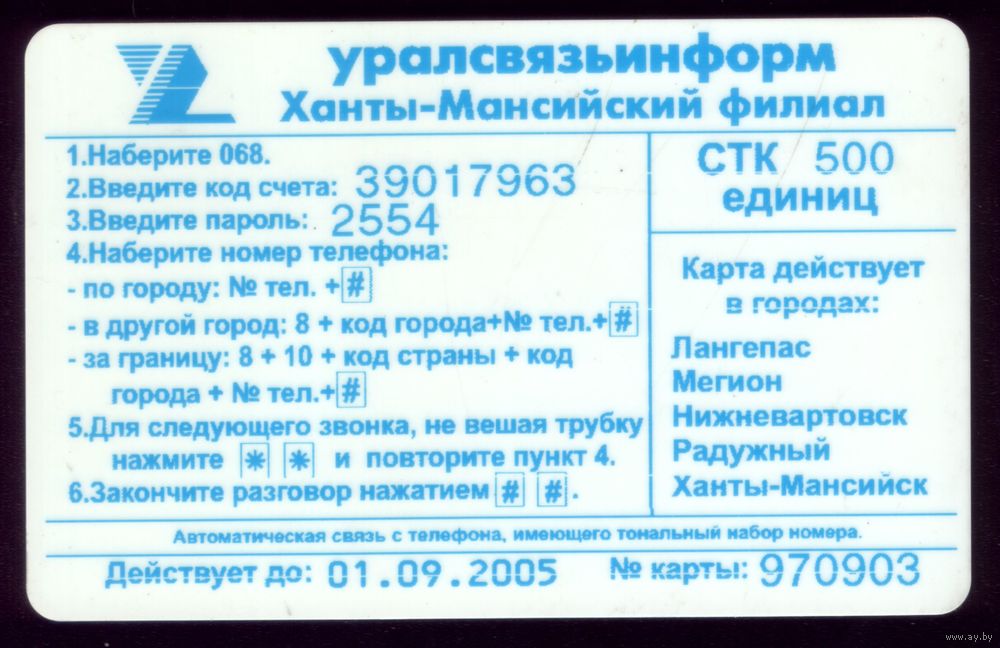 уралсвязьинформ
Ханты-Мансийский филиал
1.Наберите 068.
2.Введите код счета: 39017963
3.Введите пароль: 2554
4.Наберите номер телефона:
- по городу: № тел. +#
- в другой город: 8 + код города+№ тел.+#
- за границу: 8 + 10 + код страны + код
города + № тел.+#
5.Для следующего звонка, не вешая трубку
нажмите * * и повторите пункт 4.
6.Закончите разговор нажатием # #.
СТК 500
единиц
Карта действует
в городах:
Лангепас
Мегион
Нижневартовск
Радужный
Ханты-Мансийск
Автоматическая связь с телефона, имеющего тональный набор номера.
Действует до: 01.09.2005 № карты: 970903
www.ay.by